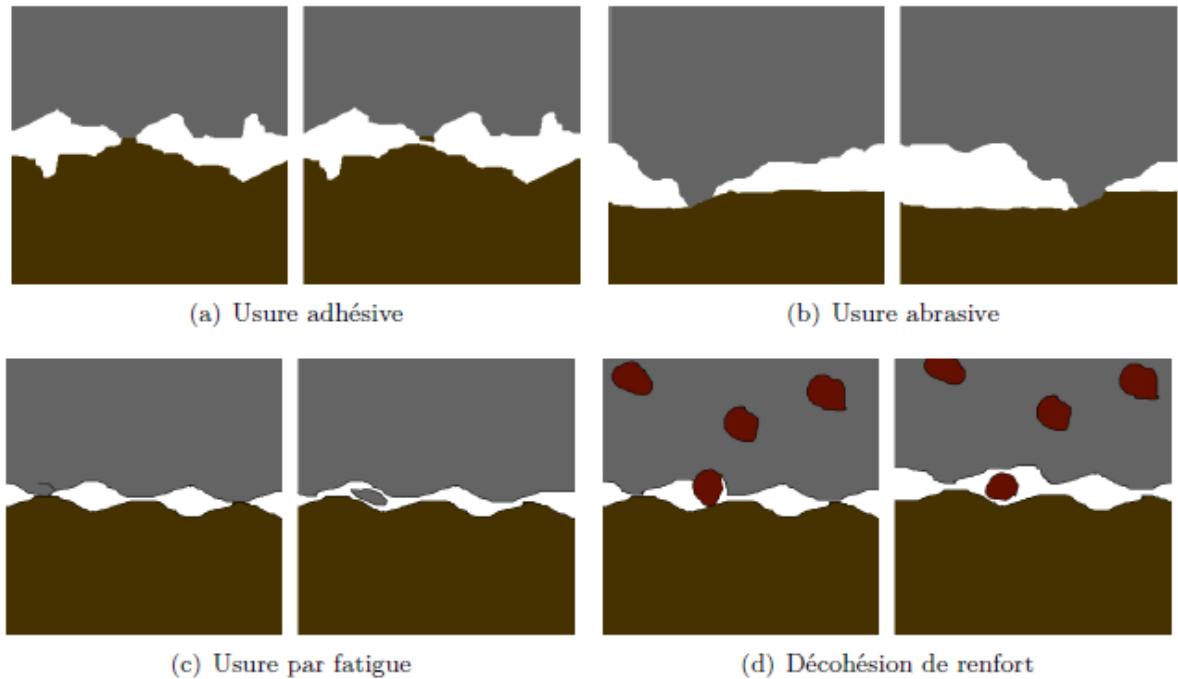 (a) Usure adhésive
(b) Usure abrasive
(c) Usure par fatigue
(d) Décohésion de renfort